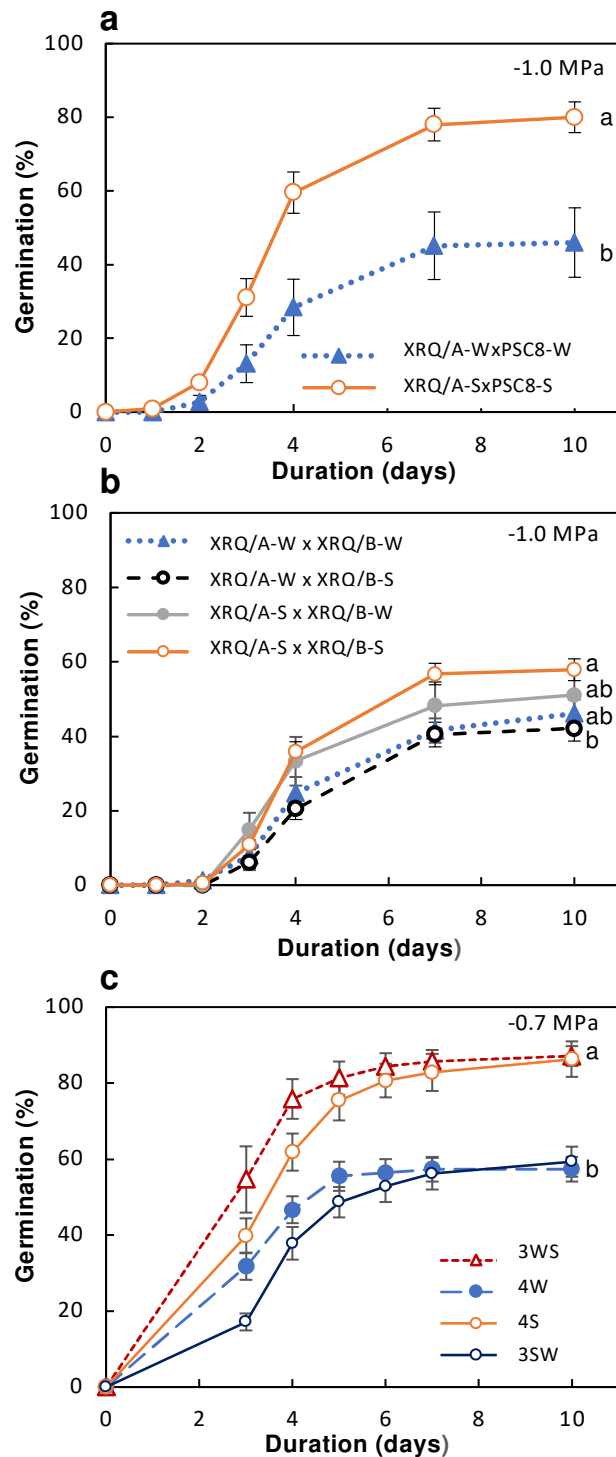 a
100
80
60
40
20
0
Germination (%)
-1.0 MPa
a
b
XRQ/A-WxPSC8-W
XRQ/A-SxPSC8-S
0 2 4 6 8 10
Duration (days)
b
100
80
60
40
20
0
Germination (%)
XRQ/A-W x XRQ/B-W
XRQ/A-W x XRQ/B-S
XRQ/A-S x XRQ/B-W
XRQ/A-S x XRQ/B-S
-1.0 MPa
a
ab
ab
b
0 2 4 6 8 10
Duration (days)
c
100
80
60
40
20
0
Germination (%)
-0.7 MPa
a
b
3WS
4W
4S
3SW
0 2 4 6 8 10
Duration (days)